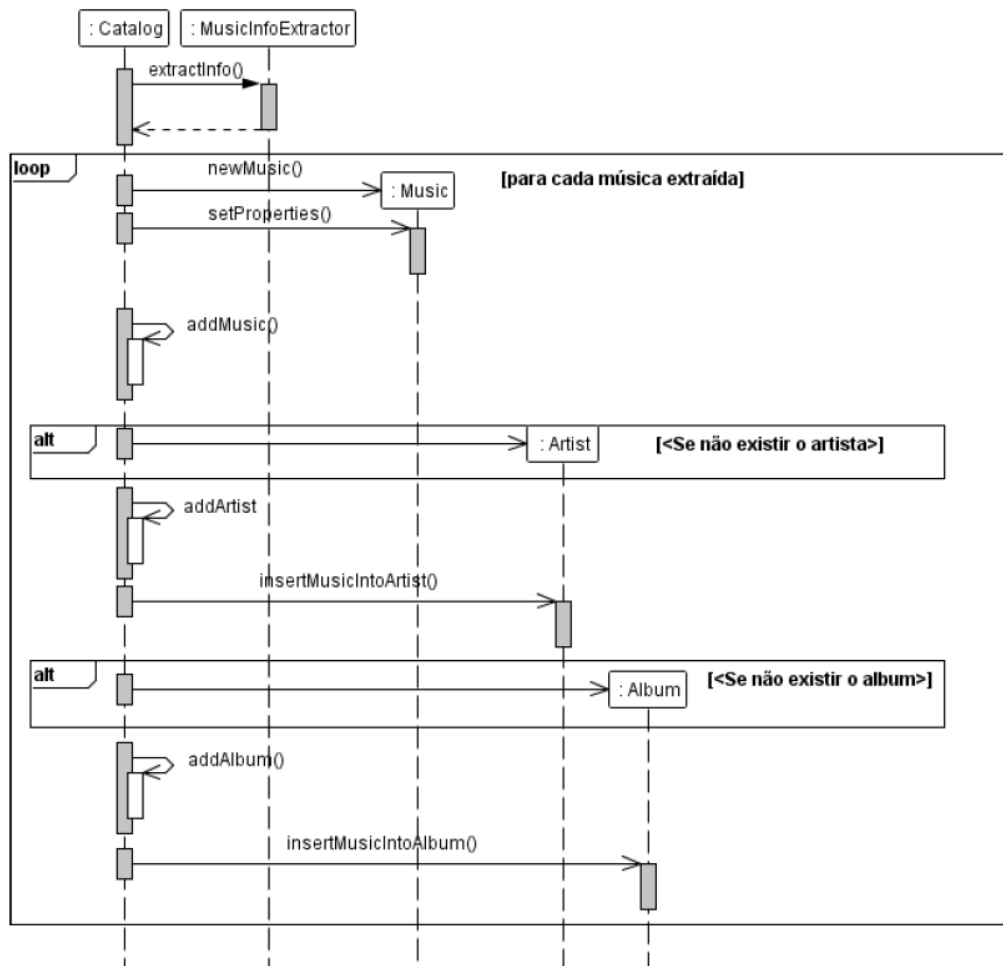 : Catalog
: MusicInfoExtractor
extractInfo()
loop
newMusic()
: Music
[para cada música extraída]
setProperties()
addMusic()
alt
: Artist
[<Se não existir o artista>]
addArtist
insertMusicIntoArtist()
alt
: Album
[<Se não existir o album>]
addAlbum()
insertMusicIntoAlbum()